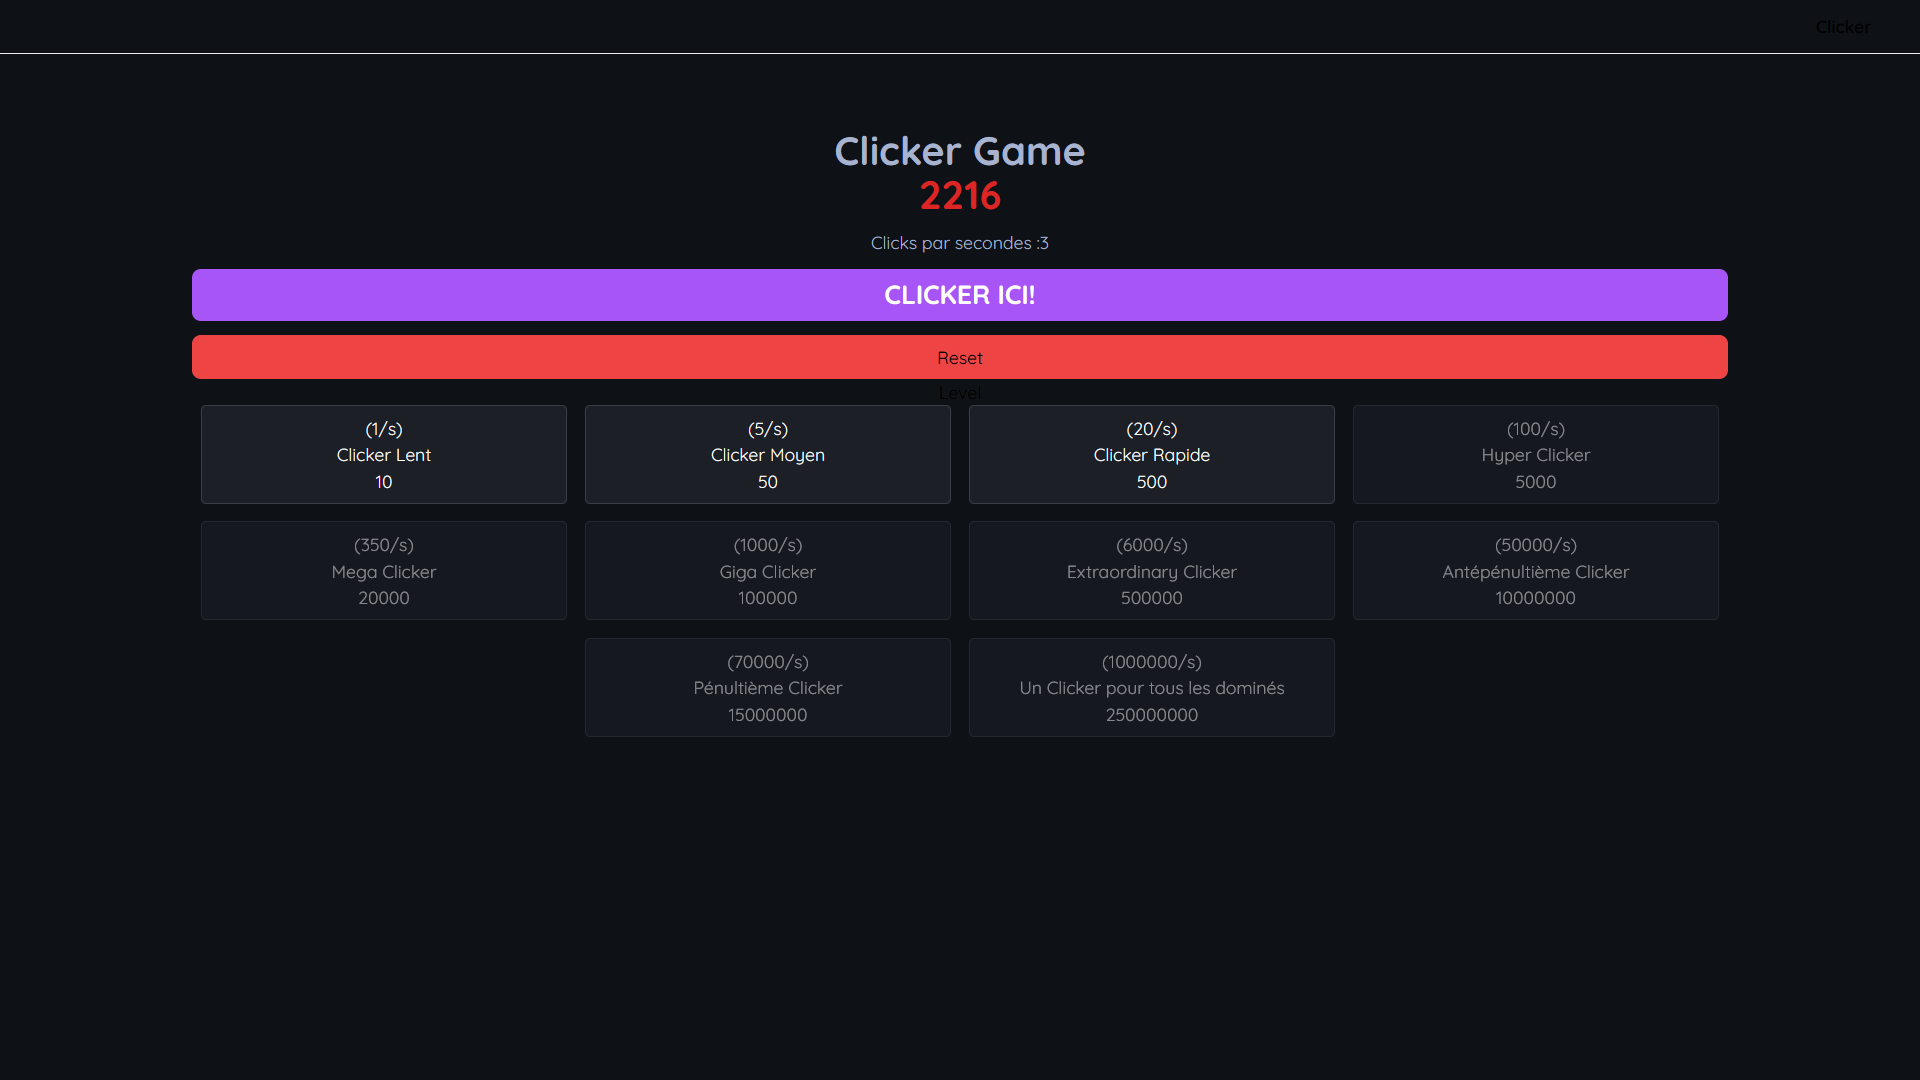 Clicker
Clicker Game
2216
Clicks par secondes :3
CLICKER ICI!
Reset
Level
(1/s)
Clicker Lent
10
(5/s)
Clicker Moyen
50
(20/s)
Clicker Rapide
500
(100/s)
Hyper Clicker
5000
(350/s)
Mega Clicker
20000
(1000/s)
Giga Clicker
100000
(6000/s)
Extraordinary Clicker
500000
(50000/s)
Antépénultième Clicker
10000000
(70000/s)
Pénultième Clicker
15000000
(1000000/s)
Un Clicker pour tous les dominés
250000000